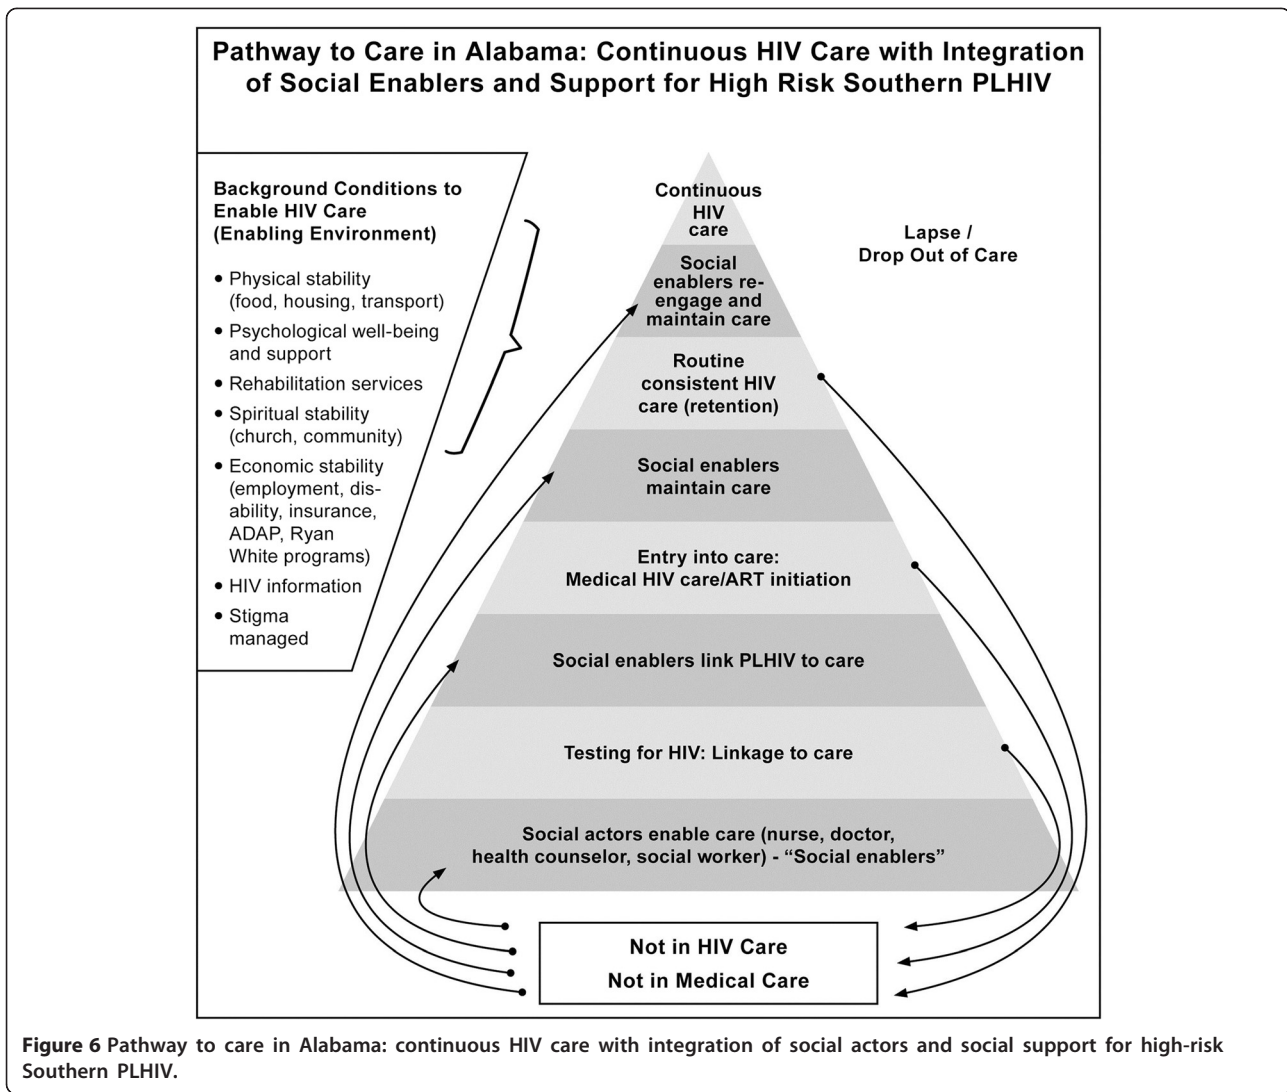 Pathway to Care in Alabama: Continuous HIV Care with Integration
of Social Enablers and Support for High Risk Southern PLHIV
Background Conditions to
Enable HIV Care
(Enabling Environment)
• Physical stability
(food, housing, transport)
• Psychological well-being
and support
• Rehabilitation services
• Spiritual stability
(church, community)
• Economic stability
(employment, dis-
ability, insurance,
ADAP, Ryan
White programs)
• HIV information
• Stigma
managed
Continuous
HIV
care
Social
enablers re-
engage and
maintain care
Routine
consistent HIV
care (retention)
Social enablers
maintain care
Entry into care:
Medical HIV care/ART initiation
Social enablers link PLHIV to care
Testing for HIV: Linkage to care
Social actors enable care (nurse, doctor,
health counselor, social worker) - “Social enablers”
Lapse /
Drop Out of Care
Not in HIV Care
Not in Medical Care
Figure 6 Pathway to care in Alabama: continuous HIV care with integration of social actors and social support for high-risk
Southern PLHIV.